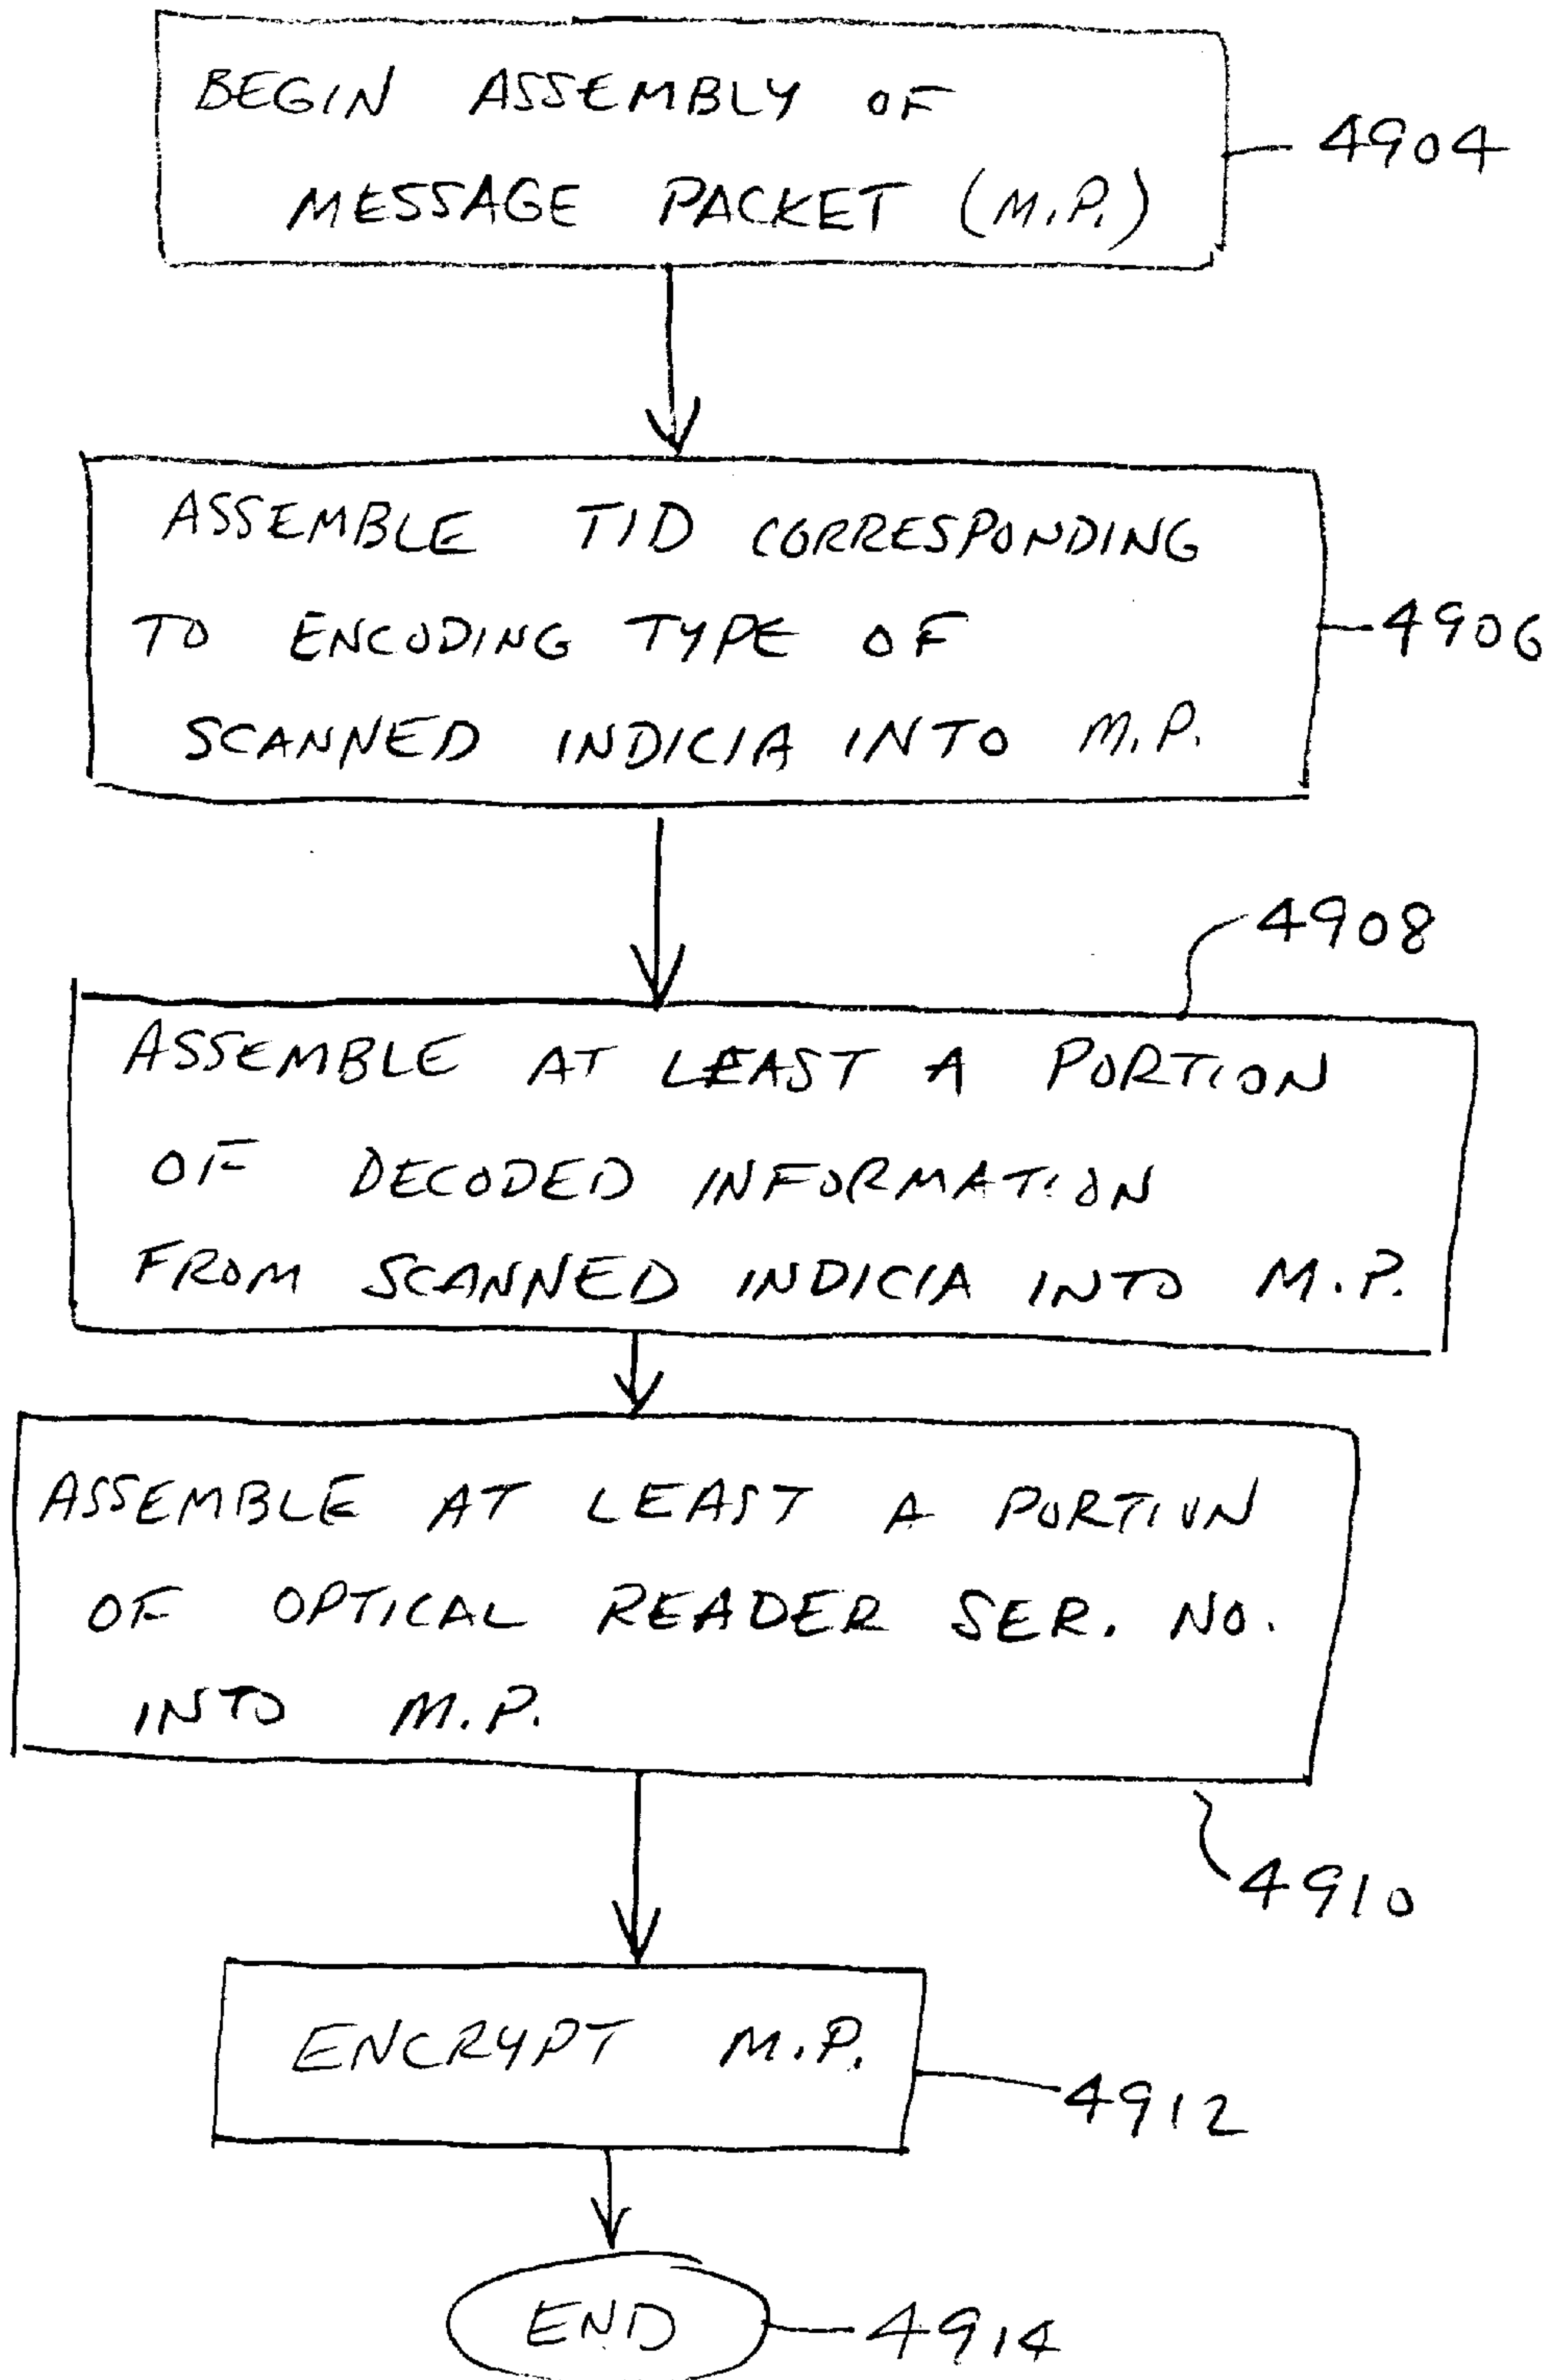 BEGIN ASSEMBLY OF
MESSAGE PACKET (M.P.)
4904
ASSEMBLE TID CORRESPONDING
TO ENCODING TYPE OF
SCANNED INDICIA INTO M.P.
4906
4908
ASSEMBLE AT LEAST A PORTION
OF DECODED INFORMATION
FROM SCANNED INDICIA INTO M.P.
ASSEMBLE AT LEAST A PORTION
OF OPTICAL READER SER. NO.
INTO M.P.
4910
ENCRYPT M.P.
4912
END
4914